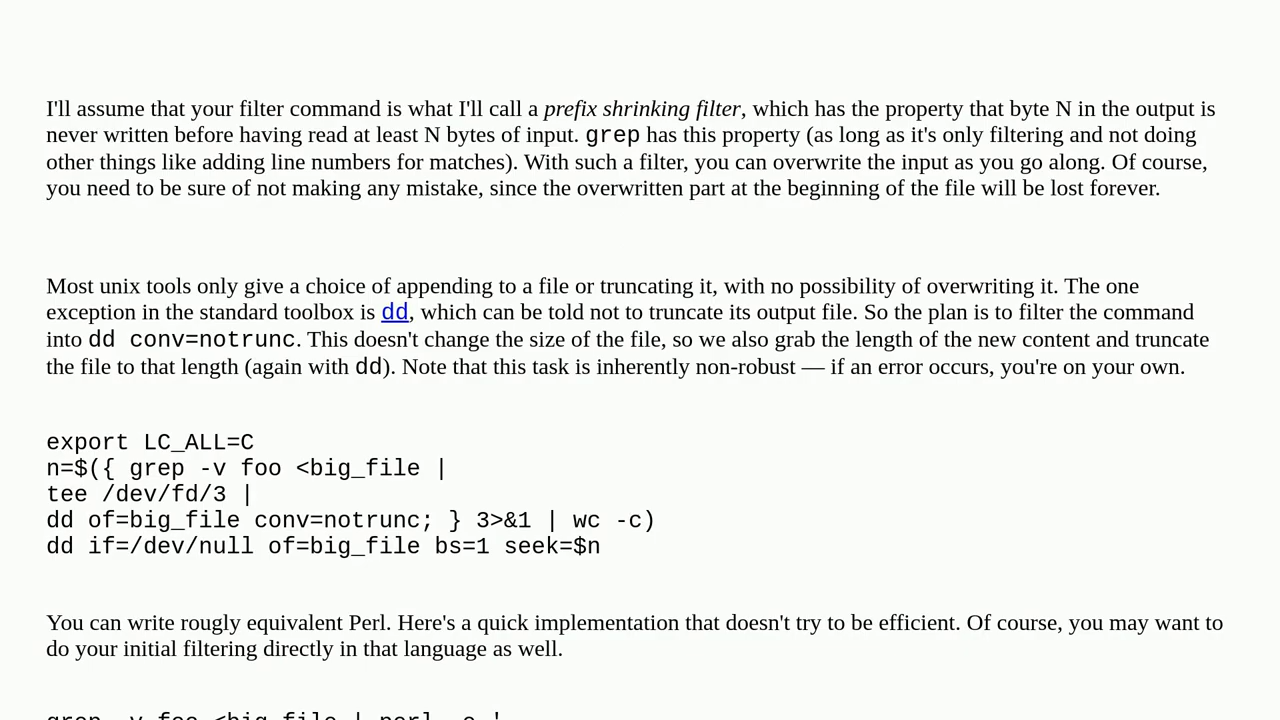 I'll assume that your filter command is what I'll call a prefix shrinking filter, which has the property that byte N in the output is
never written before having read at least N bytes of input. grep has this property (as long as it's only filtering and not doing
other things like adding line numbers for matches). With such a filter, you can overwrite the input as you go along. Of course,
you need to be sure of not making any mistake, since the overwritten part at the beginning of the file will be lost forever.
Most unix tools only give a choice of appending to a file or truncating it, with no possibility of overwriting it. The one
exception in the standard toolbox is dd, which can be told not to truncate its output file. So the plan is to filter the command
into dd conv=notrunc. This doesn't change the size of the file, so we also grab the length of the new content and truncate
the file to that length (again with dd). Note that this task is inherently non-robust — if an error occurs, you're on your own.
export LC_ALL=C
n=$({ grep -v foo <big_file |
tee /dev/fd/3 |
dd of=big_file conv=notrunc; } 3>&1 | wc -c)
dd if=/dev/null of=big_file bs=1 seek=$n
You can write rougly equivalent Perl. Here's a quick implementation that doesn't try to be efficient. Of course, you may want to
do your initial filtering directly in that language as well.
grep -v foo <big_file | perl -e '